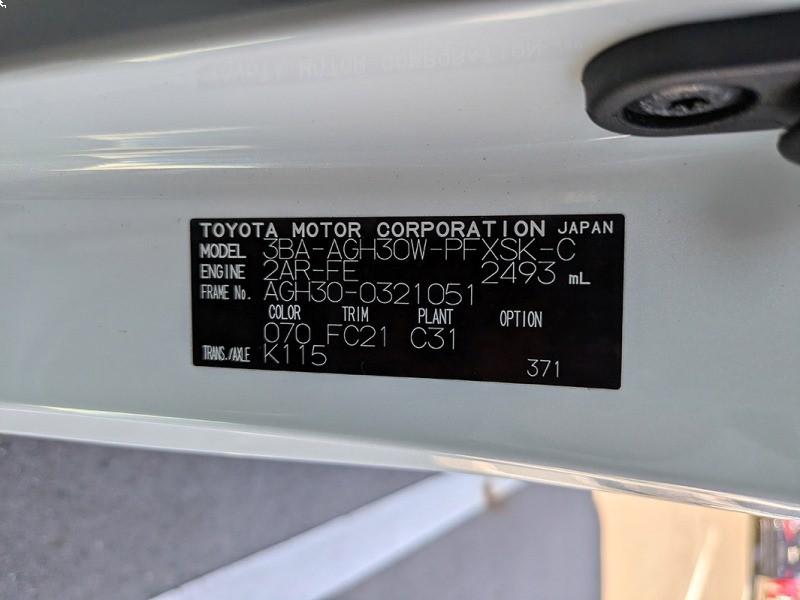 TOYOTA MOTOR CORPORATION JAPAN
MODEL 3BA-AGH30W-PFXSK-C
ENGINE 2AR-FE 2493 mL
FRAME No. AGH30-0321051
COLOR TRIM PLANT OPTION
070 FC21 C31
TRANS./AXLE K115 371